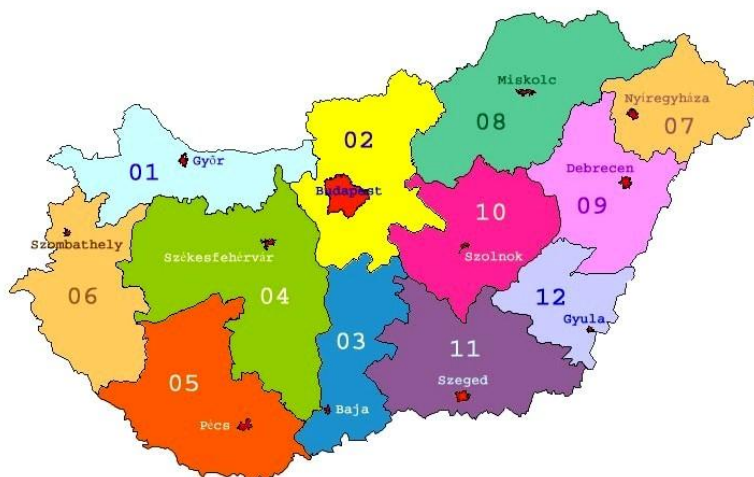 Miskolc
08
Nyíregyháza
07
02
Győr
01
Debrecen
09
Budapest
10
Szolnok
Szombathely
06
Székesfehérvár
04
12
Gyula
03
11
Szeged
05
Pécs
Baja